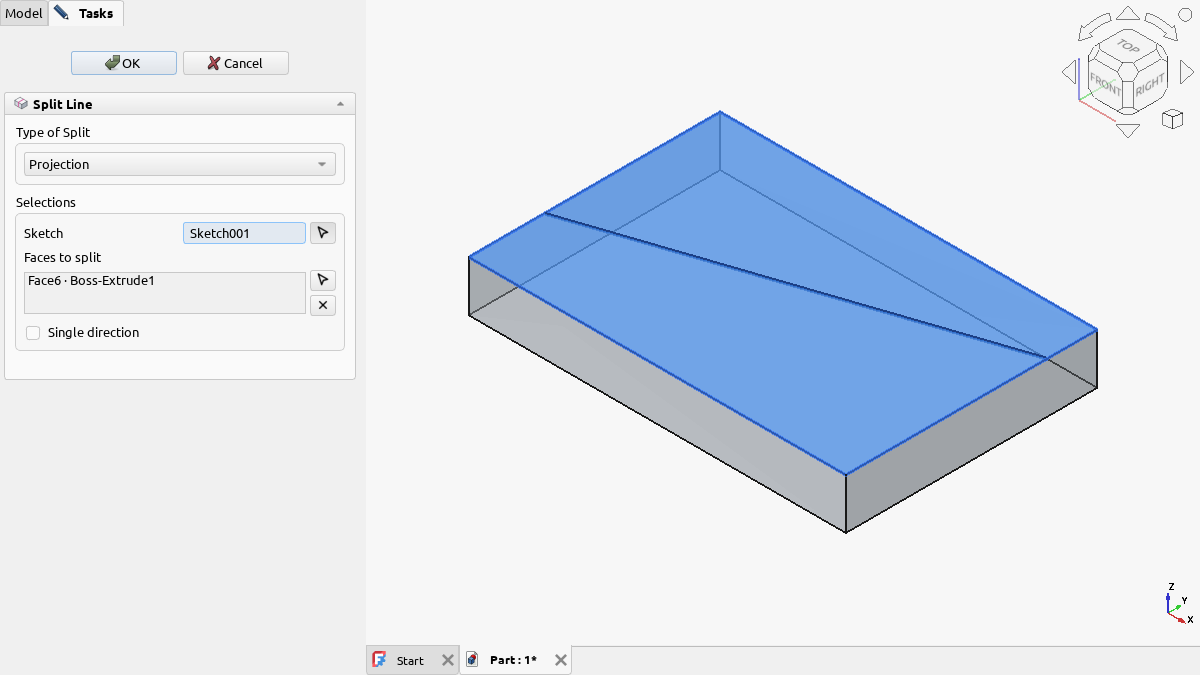 Model
Tasks
OK
Cancel
Split Line
Type of Split
Projection
Selections
Sketch
Sketch001
Faces to split
Face6 · Boss-Extrude1
Single direction
TOP
FRONT
RIGHT
Z
Y
X
Start
Part : 1*